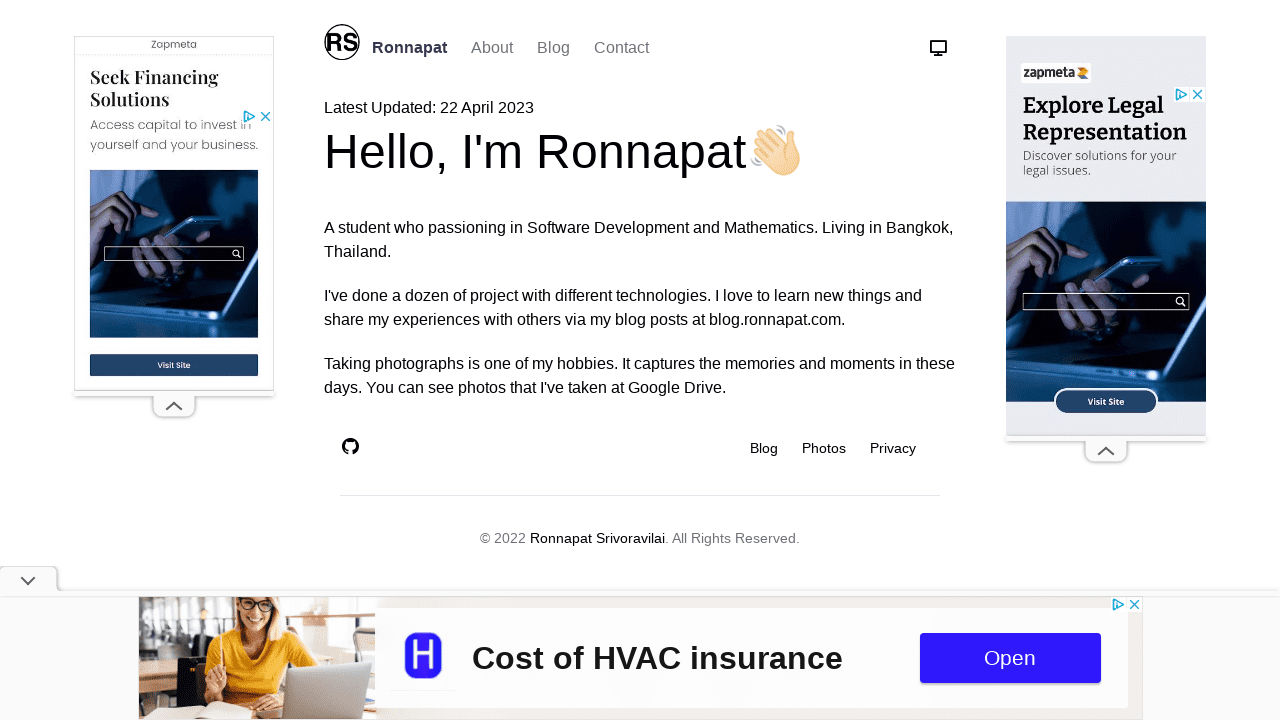 RS
Ronnapat
About
Blog
Contact
Latest Updated: 22 April 2023
Hello, I'm Ronnapat👋🏼
A student who passioning in Software Development and Mathematics. Living in Bangkok,
Thailand.
I've done a dozen of project with different technologies. I love to learn new things and
share my experiences with others via my blog posts at blog.ronnapat.com.
Taking photographs is one of my hobbies. It captures the memories and moments in these
days. You can see photos that I've taken at Google Drive.
Blog
Photos
Privacy
© 2022 Ronnapat Srivoravilai. All Rights Reserved.
Zapmeta
Seek Financing
Solutions
Access capital to invest in
yourself and your business.
Visit Site
zapmeta
Explore Legal
Representation
Discover solutions for your
legal issues.
Visit Site
H
Cost of HVAC insurance
Open